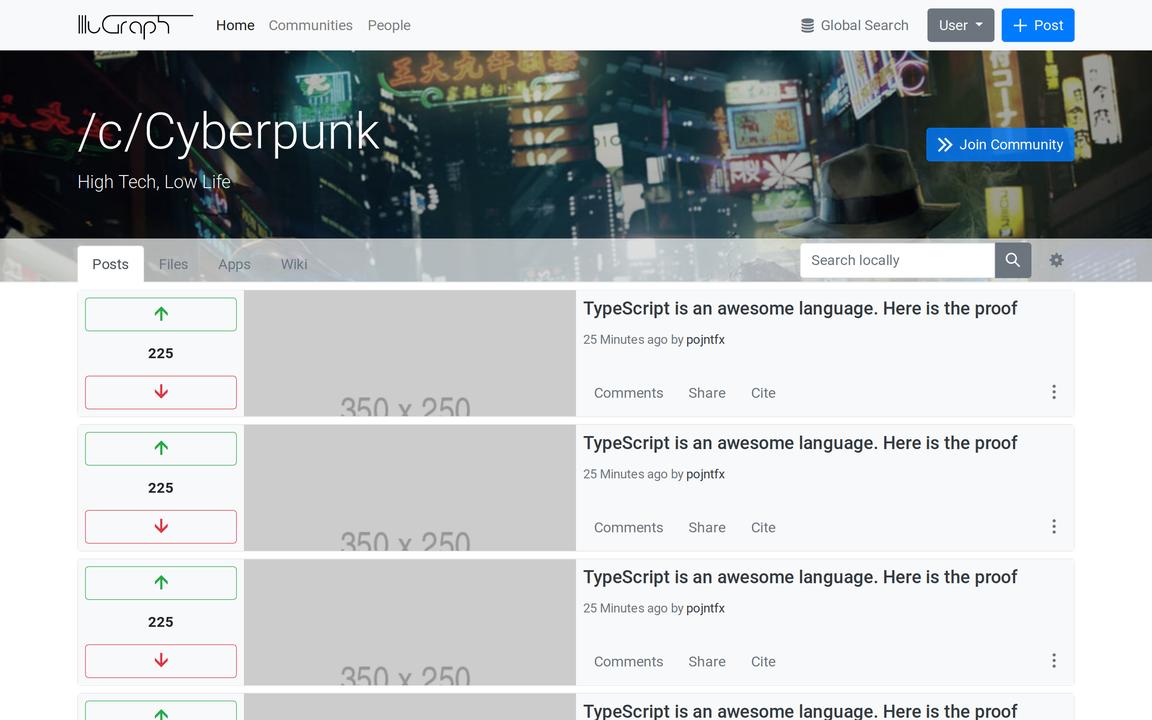 IlluGraph
Home Communities People
Global Search User Post
/c/Cyberpunk
High Tech, Low Life
Join Community
Posts Files Apps Wiki
Search locally
225
TypeScript is an awesome language. Here is the proof
25 Minutes ago by pojntfx
Comments Share Cite
350 x 250
225
TypeScript is an awesome language. Here is the proof
25 Minutes ago by pojntfx
Comments Share Cite
350 x 250
225
TypeScript is an awesome language. Here is the proof
25 Minutes ago by pojntfx
Comments Share Cite
350 x 250
TypeScript is an awesome language. Here is the proof